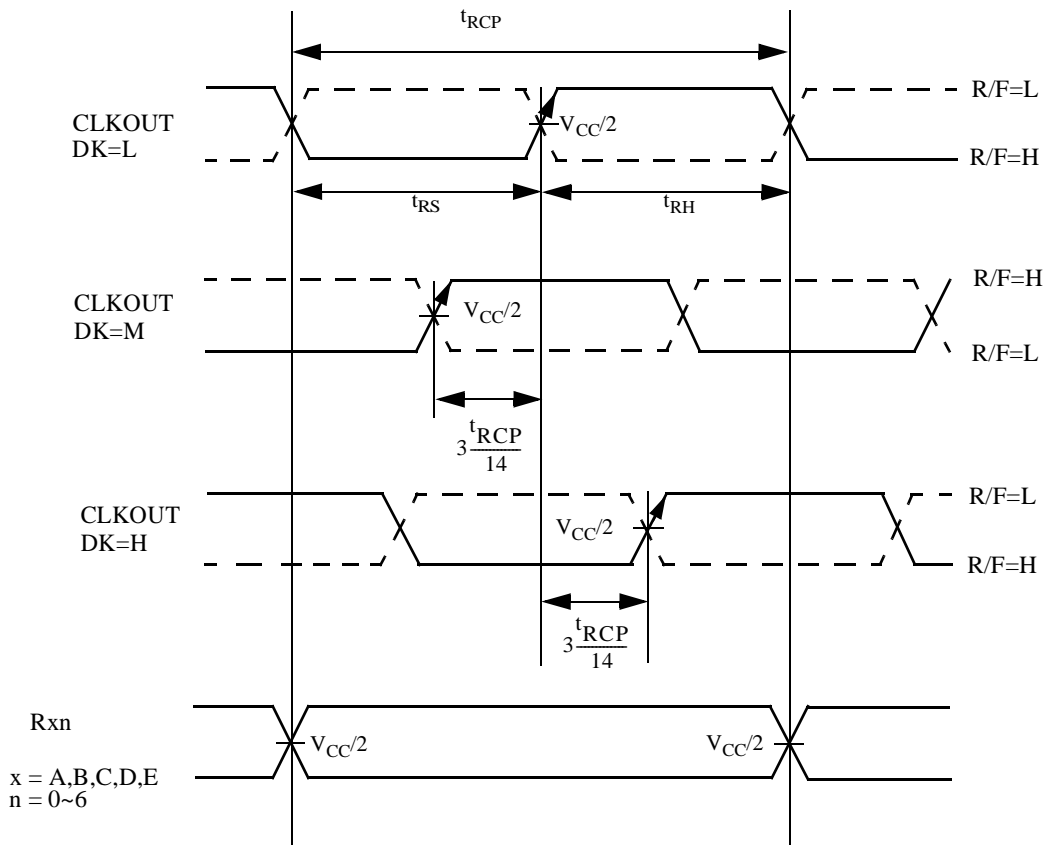 tRCP
R/F=L
CLKOUT
DK=L
VCC/2
R/F=H
tRS
tRH
R/F=H
CLKOUT
DK=M
VCC/2
R/F=L
3 tRCP/14
R/F=L
CLKOUT
DK=H
VCC/2
R/F=H
3 tRCP/14
Rxn
VCC/2
VCC/2
x = A,B,C,D,E
n = 0~6